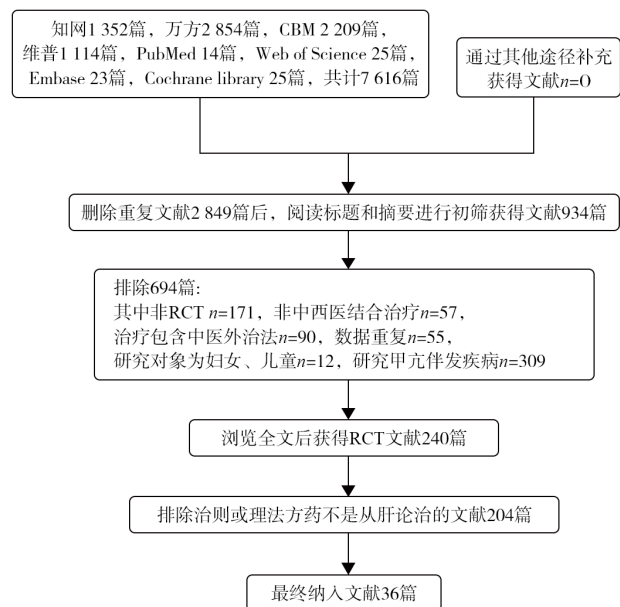 知网1 352篇，万方2 854篇，CBM 2 209篇，
维普1 114篇，PubMed 14篇，Web of Science 25篇，
Embase 23篇，Cochrane library 25篇，共计7 616篇
通过其他途径补充
获得文献n=0
删除重复文献2 849篇后，阅读标题和摘要进行初筛获得文献934篇
排除694篇:
其中非RCT n=171，非中西医结合治疗n=57，
治疗包含中医外治法n=90，数据重复n=55，
研究对象为妇女、儿童n=12，研究甲亢伴发疾病n=309
浏览全文后获得RCT文献240篇
排除治则或理法方药不是从肝论治的文献204篇
最终纳入文献36篇